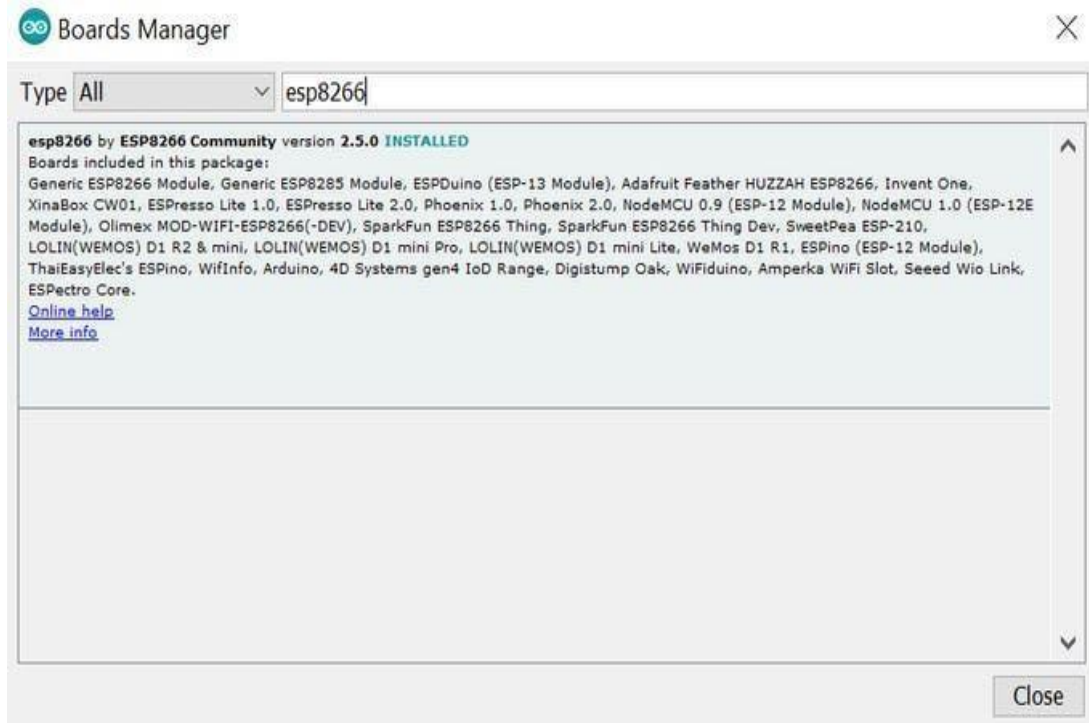 Boards Manager
Type All esp8266
esp8266 by ESP8266 Community version 2.5.0 INSTALLED
Boards included in this package:
Generic ESP8266 Module, Generic ESP8285 Module, ESPDuino (ESP-13 Module), Adafruit Feather HUZZAH ESP8266, Invent One,
XinaBox CW01, ESPresso Lite 1.0, ESPresso Lite 2.0, Phoenix 1.0, Phoenix 2.0, NodeMCU 0.9 (ESP-12 Module), NodeMCU 1.0 (ESP-12E
Module), Olimex MOD-WIFI-ESP8266(-DEV), SparkFun ESP8266 Thing, SparkFun ESP8266 Thing Dev, SweetPea ESP-210,
LOLIN(WEMOS) D1 R2 & mini, LOLIN(WEMOS) D1 mini Pro, LOLIN(WEMOS) D1 mini Lite, WeMos D1 R1, ESPino (ESP-12 Module),
ThaiEasyElec's ESPino, WifInfo, Arduino, 4D Systems gen4 IoD Range, Digistump Oak, WiFiduino, Amperka WiFi Slot, Seeed Wio Link,
ESPectro Core.
Online help
More info
Close